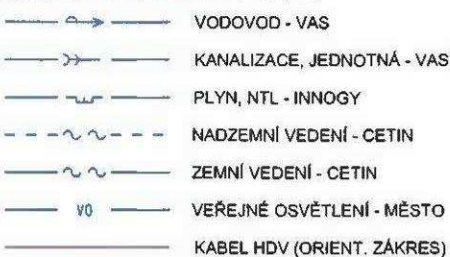 VODOVOD - VAS
KANALIZACE, JEDNOTNÁ - VAS
PLYN, NTL - INNOGY
NADZEMNÍ VEDENÍ - CETIN
ZEMNÍ VEDENÍ - CETIN
VO VEŘEJNÉ OSVĚTLENÍ - MĚSTO
KABEL HDV (ORIENT. ZÁKRES)